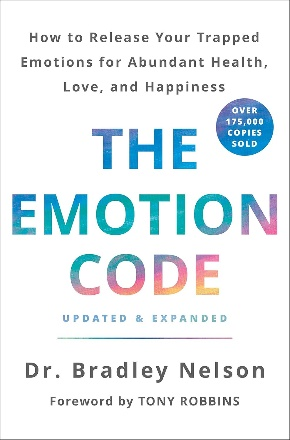 How to Release Your Trapped
Emotions for Abundant Health,
Love, and Happiness
OVER
175,000
COPIES
SOLD
THE
EMOTION
CODE
UPDATED & EXPANDED
Dr. Bradley Nelson
Foreword by TONY ROBBINS